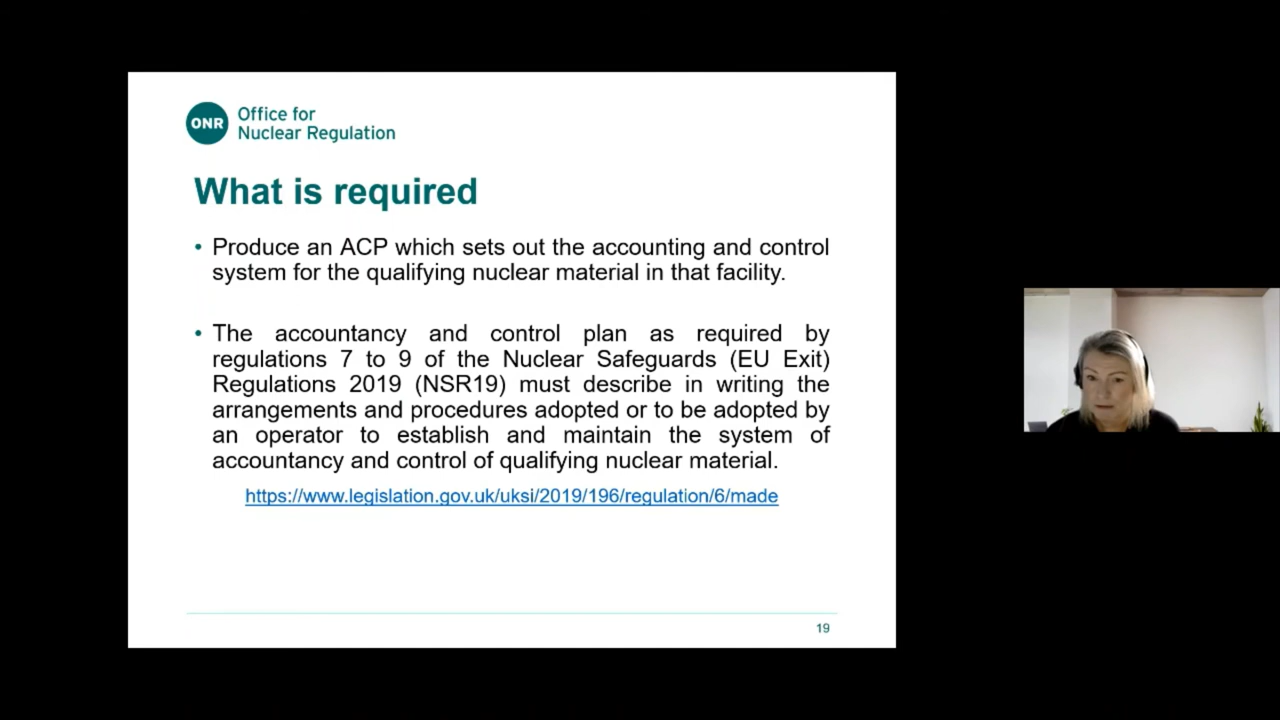 ONR
Office for
Nuclear Regulation
What is required
• Produce an ACP which sets out the accounting and control
system for the qualifying nuclear material in that facility.
• The accountancy and control plan as required by
regulations 7 to 9 of the Nuclear Safeguards (EU Exit)
Regulations 2019 (NSR19) must describe in writing the
arrangements and procedures adopted or to be adopted by
an operator to establish and maintain the system of
accountancy and control of qualifying nuclear material.
https://www.legislation.gov.uk/uksi/2019/196/regulation/6/made
19